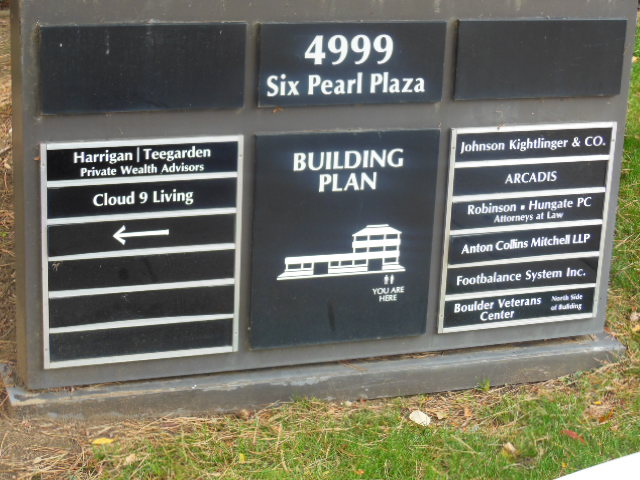 4999
Six Pearl Plaza
Harrigan | Teegarden
Private Wealth Advisors
Cloud 9 Living
BUILDING
PLAN
YOU ARE
HERE
Johnson Kightlinger & CO.
ARCADIS
Robinson ▪ Hungate PC
Attorneys at Law
Anton Collins Mitchell LLP
Footbalance System Inc.
Boulder Veterans
Center
North Side
of Building